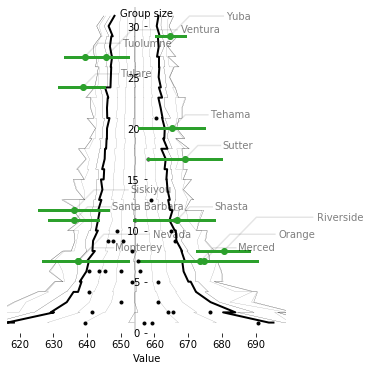 Group size
Yuba
30
Ventura
Tuolumne
25
Tulare
Tehama
20
Sutter
15
Siskiyou
Santa Barbara
Shasta
Riverside
10
Nevada
Orange
Monterey
Merced
5
0
620 630 640 650 660 670 680 690
Value